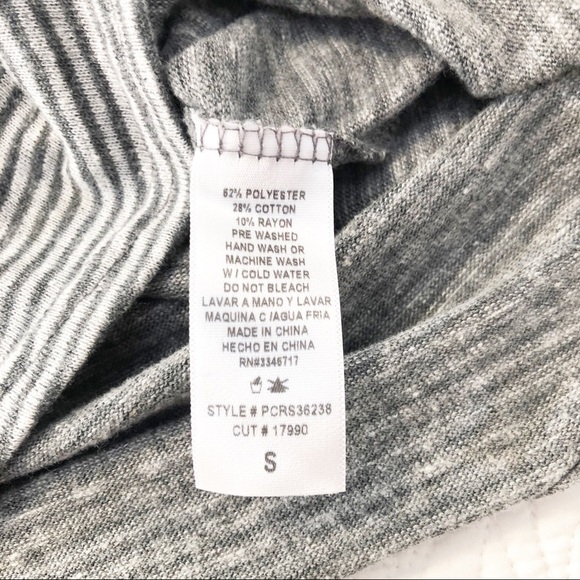 62% POLYESTER
28% COTTON
10% RAYON
PRE WASHED
HAND WASH OR
MACHINE WASH
W / COLD WATER
DO NOT BLEACH
LAVAR A MANO Y LAVAR
MAQUINA C /AGUA FRIA
MADE IN CHINA
HECHO EN CHINA
RN#3346717
STYLE # PCRS36238
CUT # 17990
S